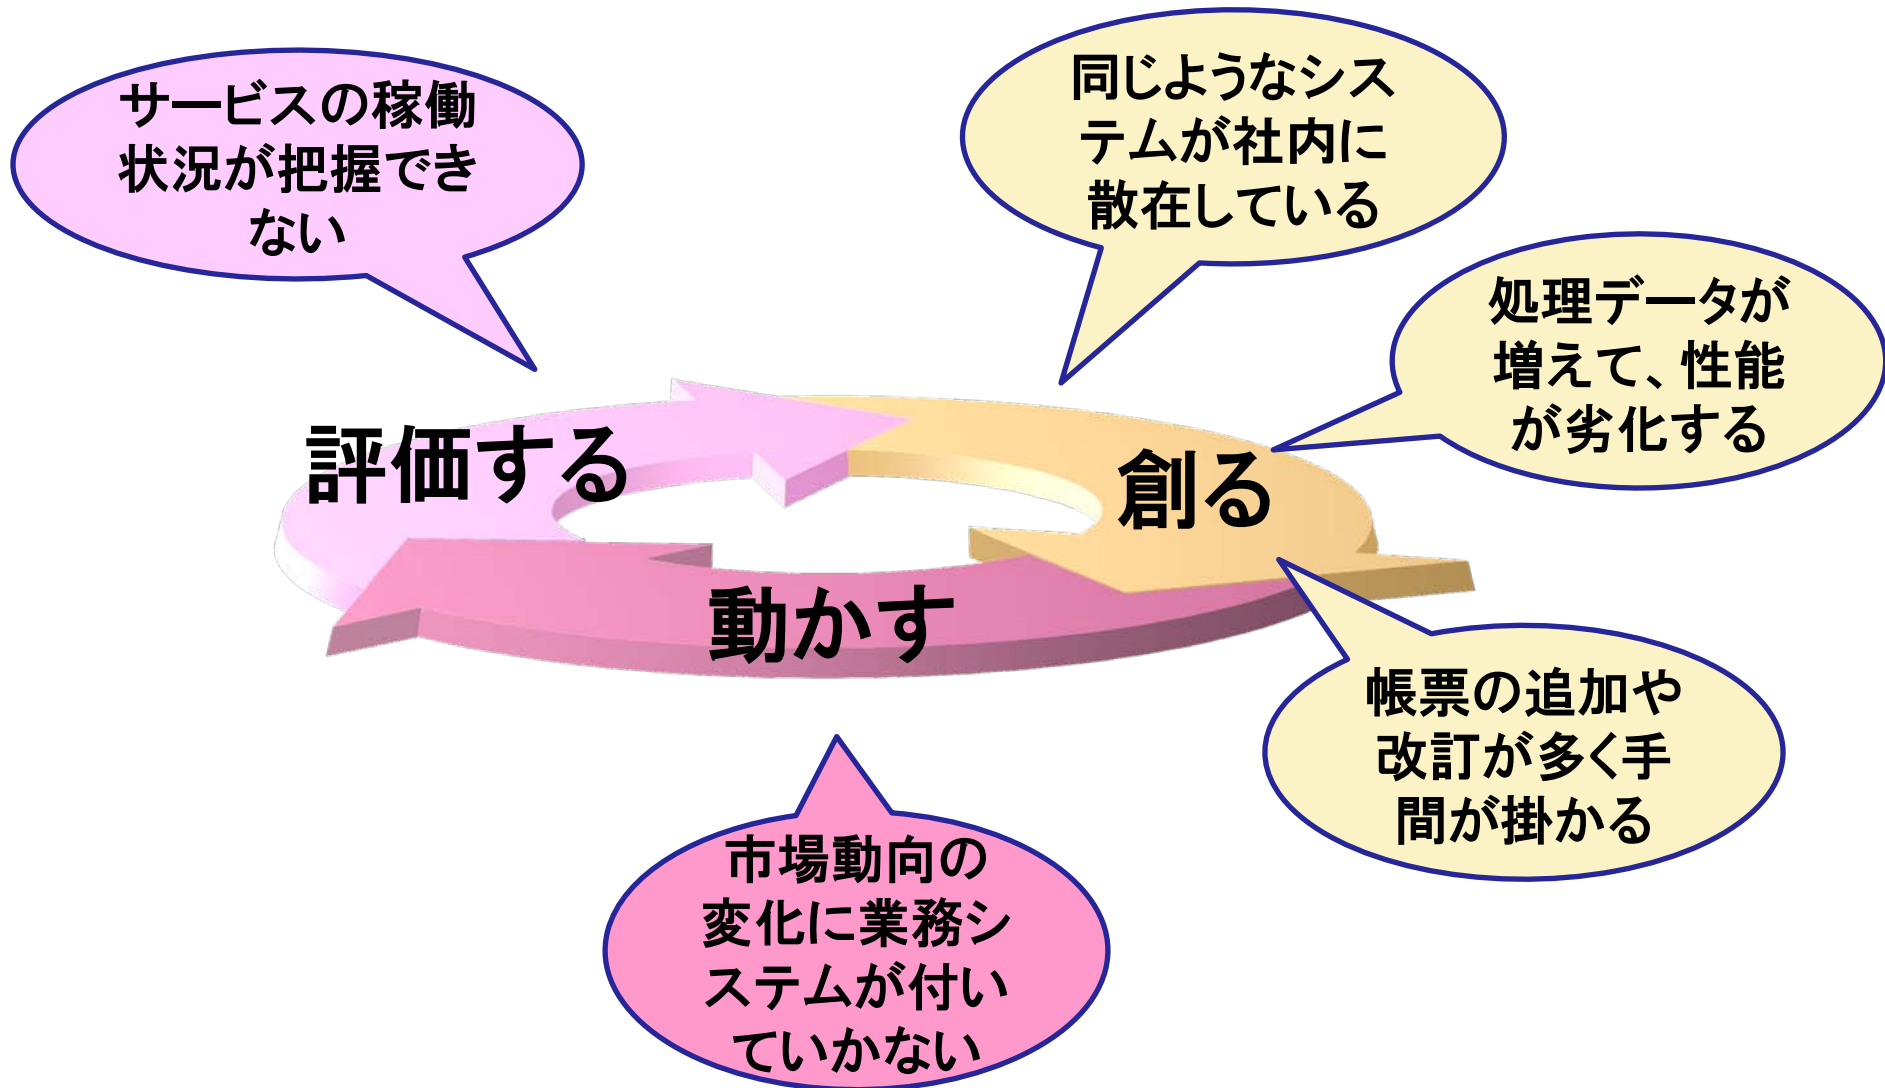 サービスの稼働
状況が把握でき
ない
同じようなシス
テムが社内に
散在している
処理データが
増えて、性能
が劣化する
評価する
創る
動かす
帳票の追加や
改訂が多く手
間が掛かる
市場動向の
変化に業務シ
ステムが付い
ていかない